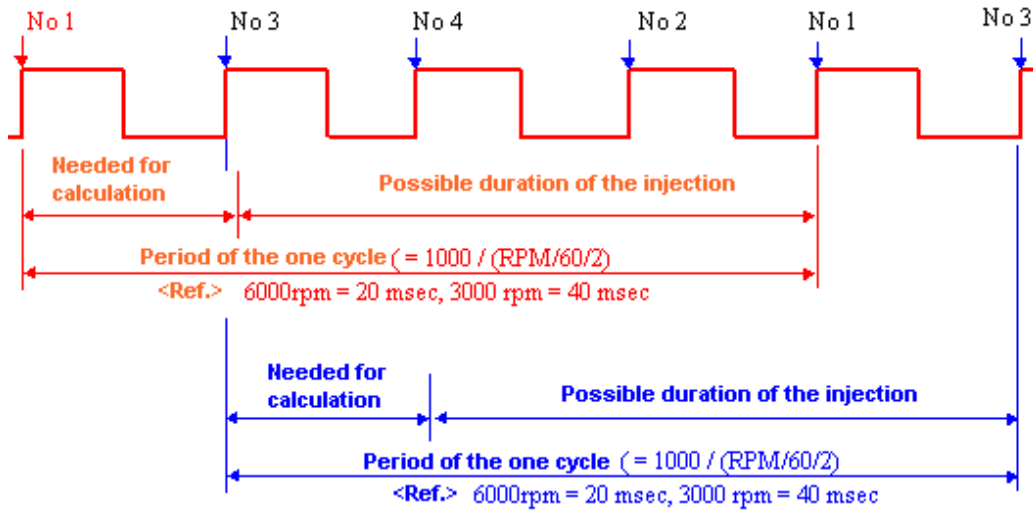 No 1 No 3 No 4 No 2 No 1 No 3
Needed for
calculation
Possible duration of the injection
Period of the one cycle ( = 1000 / (RPM/60/2)
<Ref.> 6000rpm = 20 msec, 3000 rpm = 40 msec
Needed for
calculation
Possible duration of the injection
Period of the one cycle ( = 1000 / (RPM/60/2)
<Ref.> 6000rpm = 20 msec, 3000 rpm = 40 msec